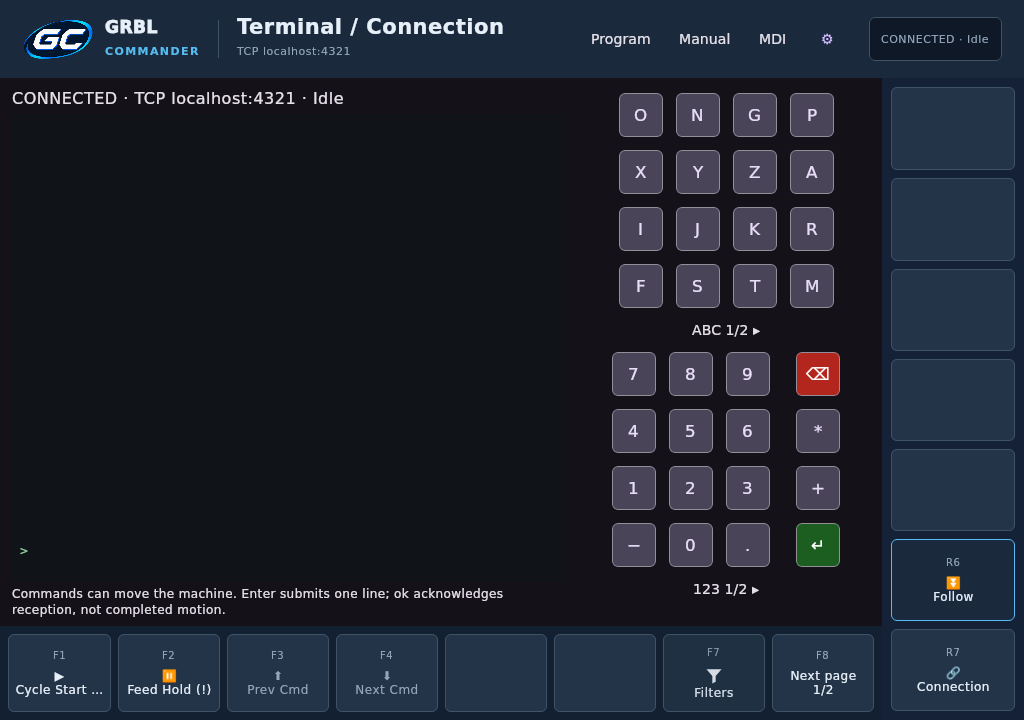 GC
GRBL
COMMANDER
Terminal / Connection
TCP localhost:4321
Program
Manual
MDI
⚙
CONNECTED · Idle
CONNECTED · TCP localhost:4321 · Idle
O N G P
X Y Z A
I J K R
F S T M
ABC 1/2 ▸
7 8 9 ⌫
4 5 6 *
1 2 3 +
− 0 . ↵
123 1/2 ▸
>
Commands can move the machine. Enter submits one line; ok acknowledges
reception, not completed motion.
R6
⏬
Follow
R7
🔗
Connection
F1
▶
Cycle Start ...
F2
⏸
Feed Hold (!)
F3
⬆
Prev Cmd
F4
⬇
Next Cmd
F7
Filters
F8
Next page
1/2